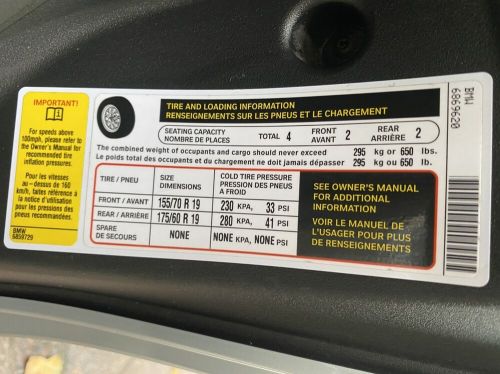 IMPORTANT!
For speeds above
100mph, please refer to
the Owner's Manual for
recommended tire
inflation pressures.
Pour les vitesses
au - dessus de 160
km/h, faites référence à
la notice d'utilisation
pour les pressions des
pneus recommandées.
BMW
6859729
TIRE AND LOADING INFORMATION
RENSEIGNEMENTS SUR LES PNEUS ET LE CHARGEMENT
SEATING CAPACITY NOMBRE DE PLACES TOTAL 4 FRONT AVANT 2 REAR ARRIÈRE 2
The combined weight of occupants and cargo should never exceed 295 kg or 650 lbs.
Le poids total des occupants et du chargement ne doit jamais dépasser 295 kg ou 650 lb.
TIRE / PNEU SIZE DIMENSIONS COLD TIRE PRESSURE PRESSION DES PNEUS A FROID
FRONT / AVANT 155/70 R 19 230 KPA, 33 PSI
REAR / ARRIÈRE 175/60 R 19 280 KPA, 41 PSI
SPARE DE SECOURS NONE NONE KPA, NONE PSI
SEE OWNER'S MANUAL
FOR ADDITIONAL
INFORMATION
VOIR LE MANUEL DE
L'USAGER POUR PLUS
DE RENSEIGNEMENTS
BMW
6869620